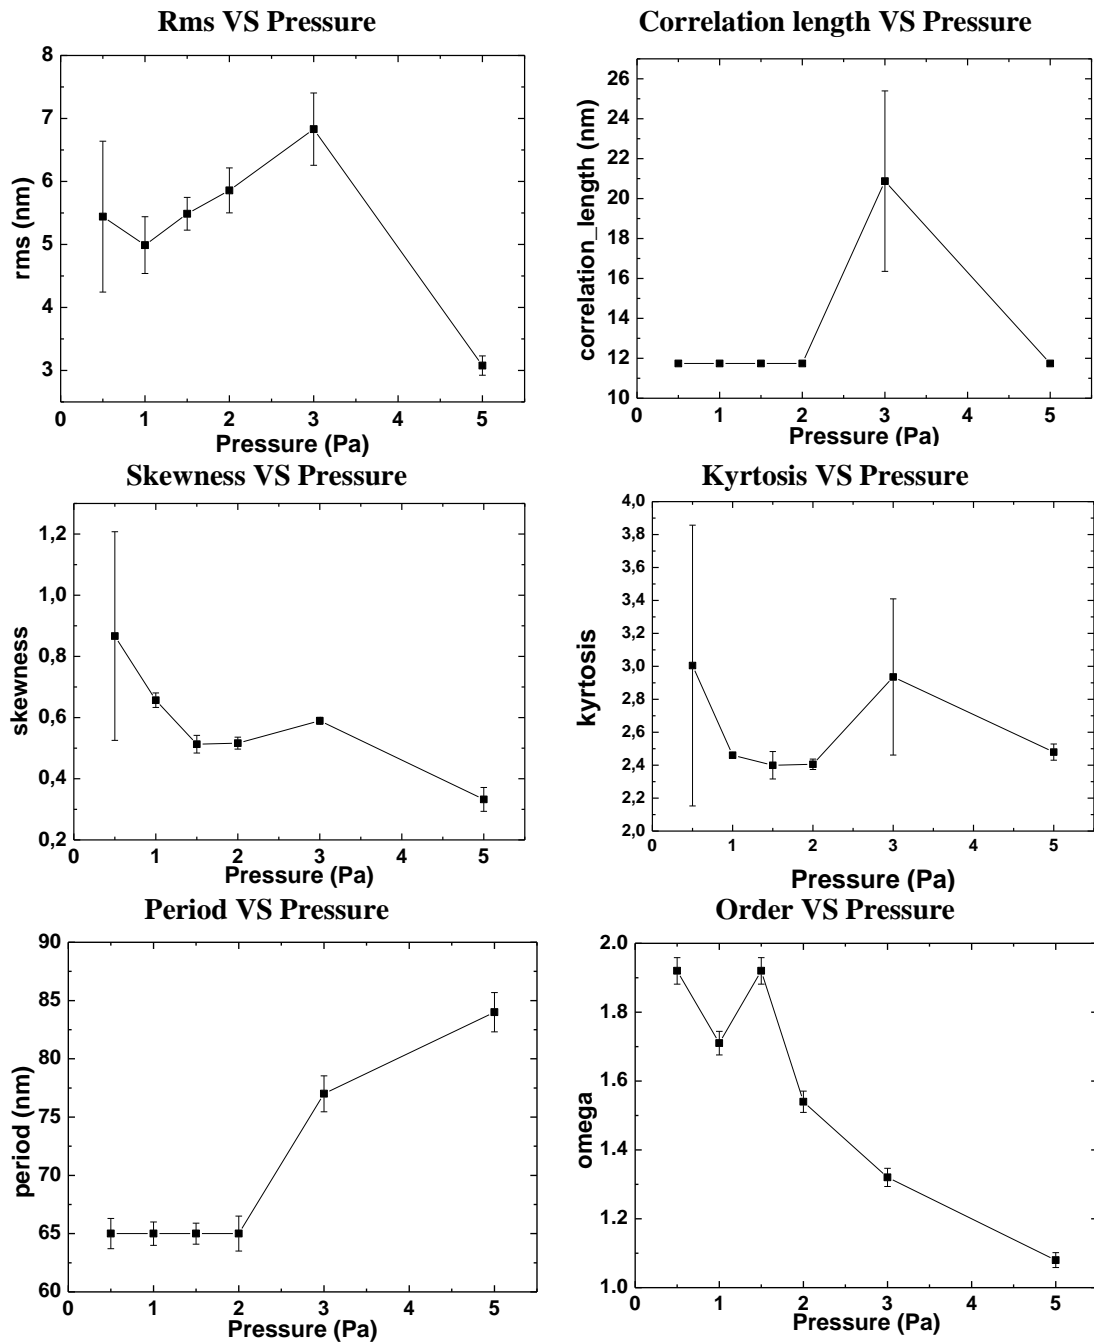 Rms VS Pressure
8
7
6
5
4
3
rms (nm)
0 1 2 3 4 5
Pressure (Pa)
Correlation length VS Pressure
26
24
22
20
18
16
14
12
10
correlation_length (nm)
0 1 2 3 4 5
Pressure (Pa)
Skewness VS Pressure
1,2
1,0
0,8
0,6
0,4
0,2
skewness
0 1 2 3 4 5
Pressure (Pa)
Kyrtosis VS Pressure
4,0
3,8
3,6
3,4
3,2
3,0
2,8
2,6
2,4
2,2
2,0
kyrtosis
0 1 2 3 4 5
Pressure (Pa)
Period VS Pressure
90
85
80
75
70
65
60
period (nm)
0 1 2 3 4 5
Pressure (Pa)
Order VS Pressure
2.0
1.8
1.6
1.4
1.2
1.0
omega
0 1 2 3 4 5
Pressure (Pa)